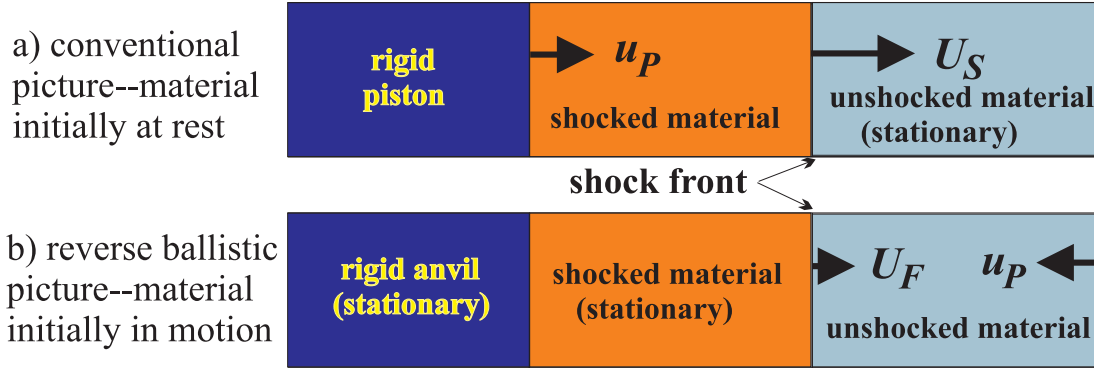 a) conventional
picture--material
initially at rest
rigid
piston
u_P
shocked material
U_S
unshocked material
(stationary)
shock front
b) reverse ballistic
picture--material
initially in motion
rigid anvil
(stationary)
shocked material
(stationary)
U_F u_P
unshocked material